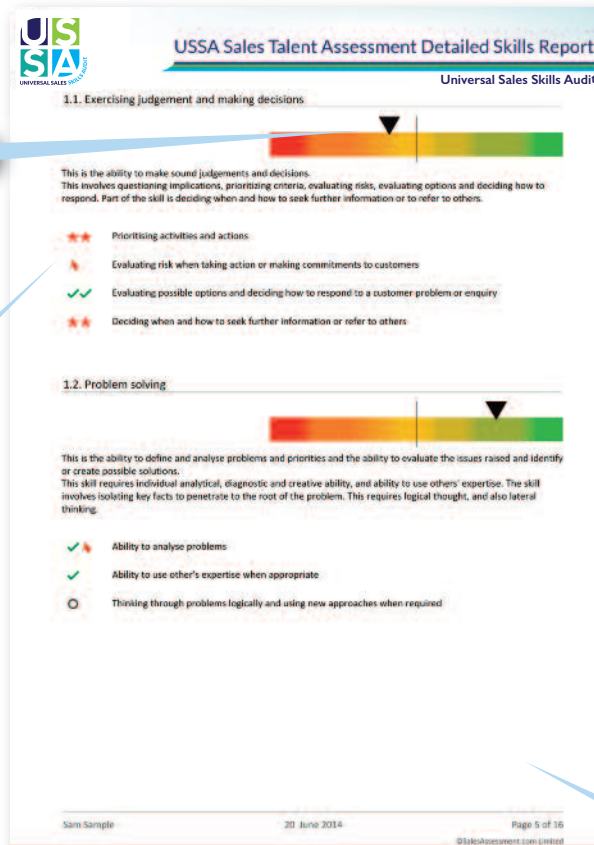 US
SA
UNIVERSAL SALES SKILLS AUDIT
USSA Sales Talent Assessment Detailed Skills Report
Universal Sales Skills Audit
1.1. Exercising judgement and making decisions
This is the ability to make sound judgements and decisions.
This involves questioning implications, prioritizing criteria, evaluating risks, evaluating options and deciding how to
respond. Part of the skill is deciding when and how to seek further information or to refer to others.
Prioritising activities and actions
Evaluating risk when taking action or making commitments to customers
Evaluating possible options and deciding how to respond to a customer problem or enquiry
Deciding when and how to seek further information or refer to others
1.2. Problem solving
This is the ability to define and analyse problems and priorities and the ability to evaluate the issues raised and identify
or create possible solutions.
This skill requires individual analytical, diagnostic and creative ability, and ability to use others' expertise. The skill
involves isolating key facts to penetrate to the root of the problem. This requires logical thought, and also lateral
thinking.
Ability to analyse problems
Ability to use other's expertise when appropriate
Thinking through problems logically and using new approaches when required
Sam Sample 20 June 2014 Page 5 of 16
©SalesAssessment.com Limited